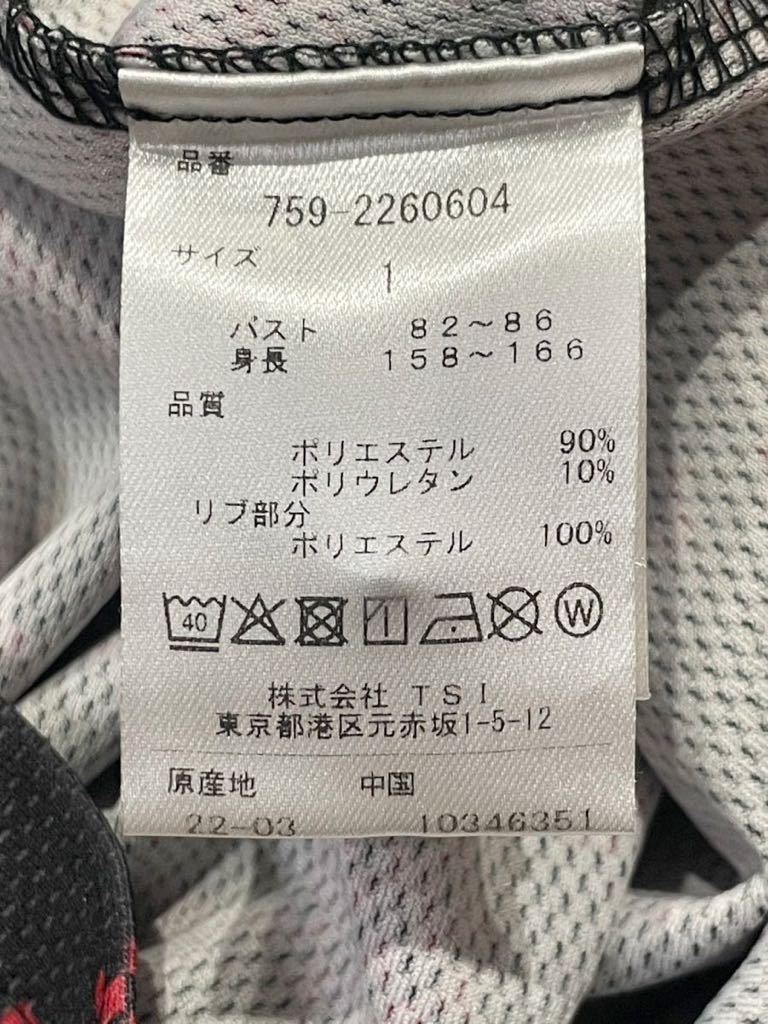 品番
759-2260604
サイズ
1
バスト 82～86
身長 158～166
品質
ポリエステル 90%
ポリウレタン 10%
リブ部分
ポリエステル 100%
40 W
株式会社 TSI
東京都港区元赤坂1-5-12
原産地 中国
22-03 10346351